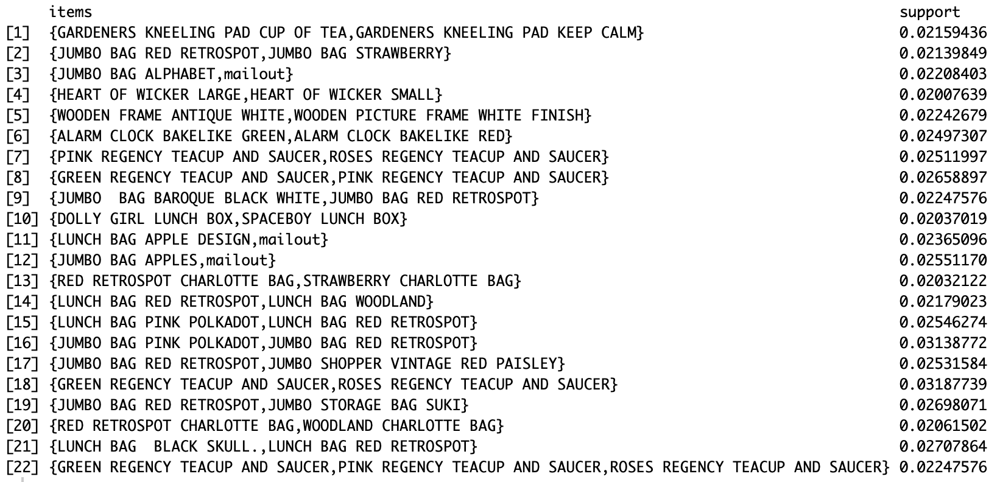 items support
[1] {GARDENERS KNEELING PAD CUP OF TEA,GARDENERS KNEELING PAD KEEP CALM} 0.02159436
[2] {JUMBO BAG RED RETROSPOT,JUMBO BAG STRAWBERRY} 0.02139849
[3] {JUMBO BAG ALPHABET,mailout} 0.02208403
[4] {HEART OF WICKER LARGE,HEART OF WICKER SMALL} 0.02007639
[5] {WOODEN FRAME ANTIQUE WHITE,WOODEN PICTURE FRAME WHITE FINISH} 0.02242679
[6] {ALARM CLOCK BAKELIKE GREEN,ALARM CLOCK BAKELIKE RED} 0.02497307
[7] {PINK REGENCY TEACUP AND SAUCER,ROSES REGENCY TEACUP AND SAUCER} 0.02511997
[8] {GREEN REGENCY TEACUP AND SAUCER,PINK REGENCY TEACUP AND SAUCER} 0.02658897
[9] {JUMBO  BAG BAROQUE BLACK WHITE,JUMBO BAG RED RETROSPOT} 0.02247576
[10] {DOLLY GIRL LUNCH BOX,SPACEBOY LUNCH BOX} 0.02037019
[11] {LUNCH BAG APPLE DESIGN,mailout} 0.02365096
[12] {JUMBO BAG APPLES,mailout} 0.02551170
[13] {RED RETROSPOT CHARLOTTE BAG,STRAWBERRY CHARLOTTE BAG} 0.02032122
[14] {LUNCH BAG RED RETROSPOT,LUNCH BAG WOODLAND} 0.02179023
[15] {LUNCH BAG PINK POLKADOT,LUNCH BAG RED RETROSPOT} 0.02546274
[16] {JUMBO BAG PINK POLKADOT,JUMBO BAG RED RETROSPOT} 0.03138772
[17] {JUMBO BAG RED RETROSPOT,JUMBO SHOPPER VINTAGE RED PAISLEY} 0.02531584
[18] {GREEN REGENCY TEACUP AND SAUCER,ROSES REGENCY TEACUP AND SAUCER} 0.03187739
[19] {JUMBO BAG RED RETROSPOT,JUMBO STORAGE BAG SUKI} 0.02698071
[20] {RED RETROSPOT CHARLOTTE BAG,WOODLAND CHARLOTTE BAG} 0.02061502
[21] {LUNCH BAG  BLACK SKULL.,LUNCH BAG RED RETROSPOT} 0.02707864
[22] {GREEN REGENCY TEACUP AND SAUCER,PINK REGENCY TEACUP AND SAUCER,ROSES REGENCY TEACUP AND SAUCER} 0.02247576